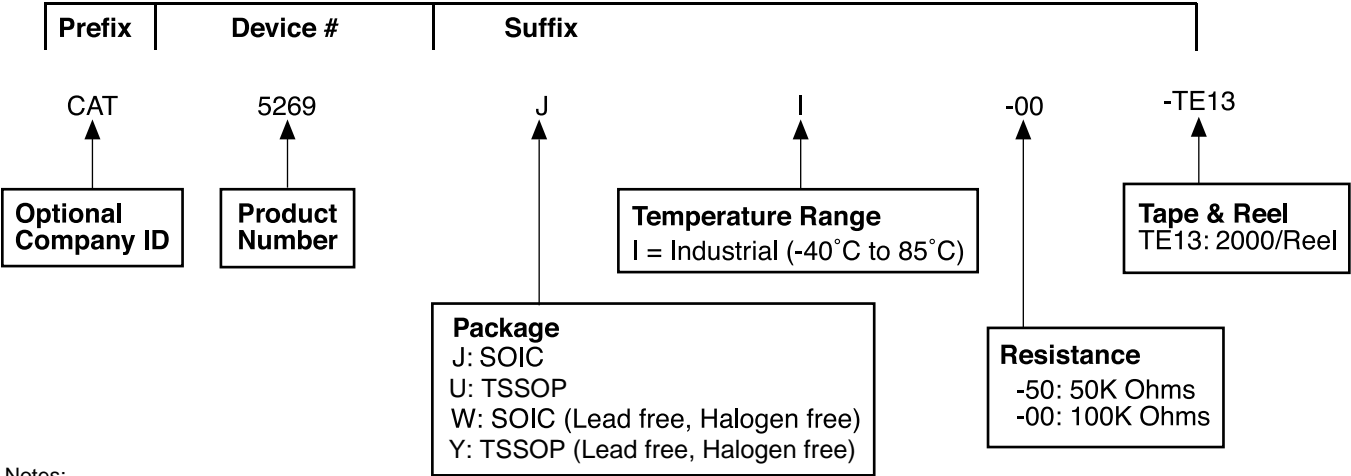 Prefix Device # Suffix
CAT 5269 J I -00 -TE13
Optional
Company ID
Product
Number
Temperature Range
I = Industrial (-40˚C to 85˚C)
Tape & Reel
TE13: 2000/Reel
Package
J: SOIC
U: TSSOP
W: SOIC (Lead free, Halogen free)
Y: TSSOP (Lead free, Halogen free)
Resistance
-50: 50K Ohms
-00: 100K Ohms
Notes: